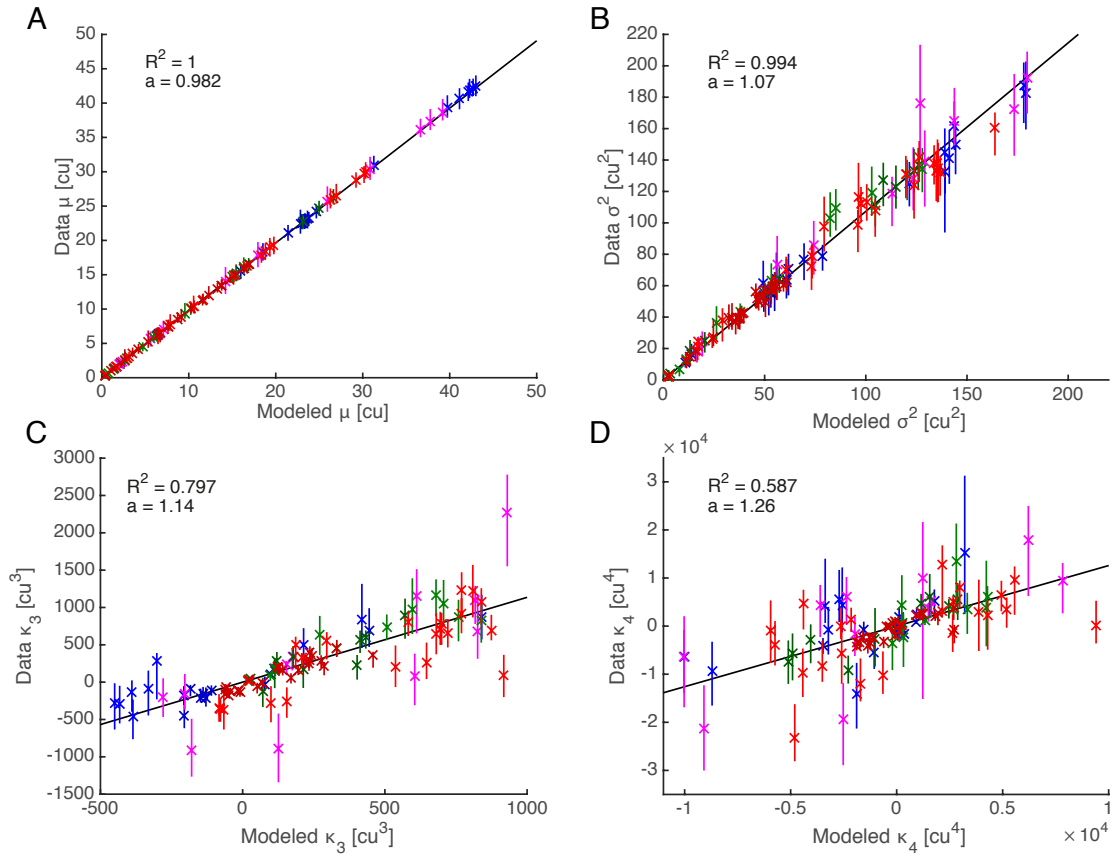 A
R² = 1
a = 0.982
Data μ [cu]
50
45
40
35
30
25
20
15
10
5
0
0 10 20 30 40 50
Modeled μ [cu]
B
R² = 0.994
a = 1.07
Data σ² [cu²]
220
200
180
160
140
120
100
80
60
40
20
0
0 50 100 150 200
Modeled σ² [cu²]
C
R² = 0.797
a = 1.14
Data κ₃ [cu³]
3000
2500
2000
1500
1000
500
0
-500
-1000
-1500
-500 0 500 1000
Modeled κ₃ [cu³]
D
× 10⁴
R² = 0.587
a = 1.26
Data κ₄ [cu⁴]
3
2
1
0
-1
-2
-3
-1 -0.5 0 0.5 1
Modeled κ₄ [cu⁴]
× 10⁴